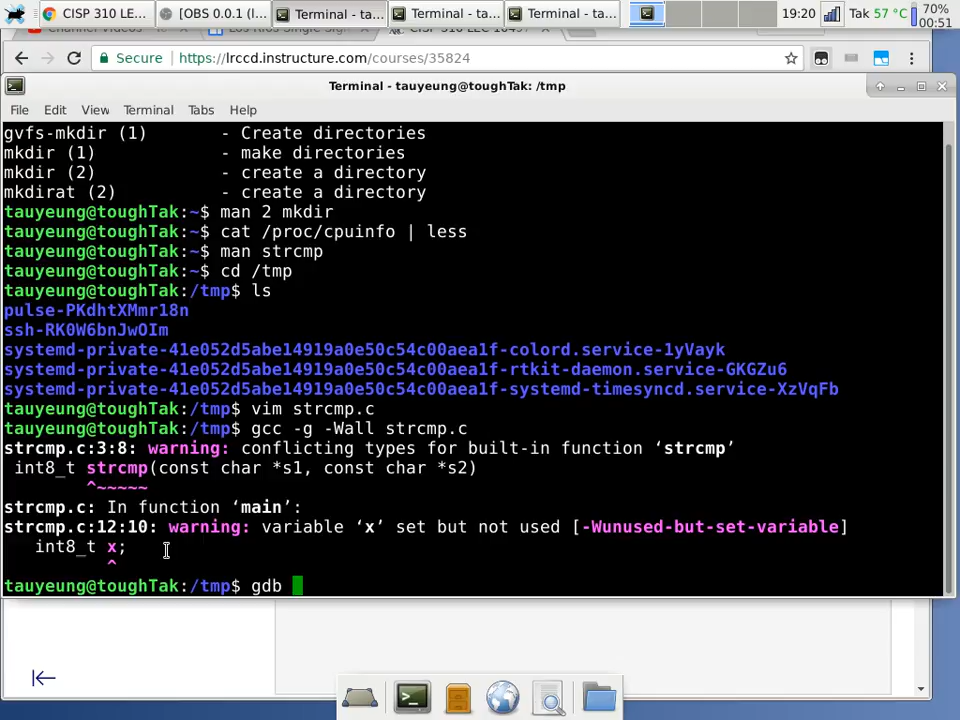 CISP 310 LE...
[OBS 0.0.1 (l...
Terminal - ta...
Terminal - ta...
Terminal - ta...
19:20
Tak 57 °C
70%
00:51
Secure
https://lrccd.instructure.com/courses/35824
Terminal - tauyeung@toughTak: /tmp
File Edit View Terminal Tabs Help
gvfs-mkdir (1) - Create directories
mkdir (1) - make directories
mkdir (2) - create a directory
mkdirat (2) - create a directory
tauyeung@toughTak:~$ man 2 mkdir
tauyeung@toughTak:~$ cat /proc/cpuinfo | less
tauyeung@toughTak:~$ man strcmp
tauyeung@toughTak:~$ cd /tmp
tauyeung@toughTak:/tmp$ ls
pulse-PKdhtXMmr18n
ssh-RK0W6bnJwOIm
systemd-private-41e052d5abe14919a0e50c54c00aea1f-colord.service-1yVayk
systemd-private-41e052d5abe14919a0e50c54c00aea1f-rtkit-daemon.service-GKGZu6
systemd-private-41e052d5abe14919a0e50c54c00aea1f-systemd-timesyncd.service-XzVqFb
tauyeung@toughTak:/tmp$ vim strcmp.c
tauyeung@toughTak:/tmp$ gcc -g -Wall strcmp.c
strcmp.c:3:8: warning: conflicting types for built-in function ‘strcmp’
int8_t strcmp(const char *s1, const char *s2)
^~~~~~
strcmp.c: In function ‘main’:
strcmp.c:12:10: warning: variable ‘x’ set but not used [-Wunused-but-set-variable]
int8_t x;
^
tauyeung@toughTak:/tmp$ gdb